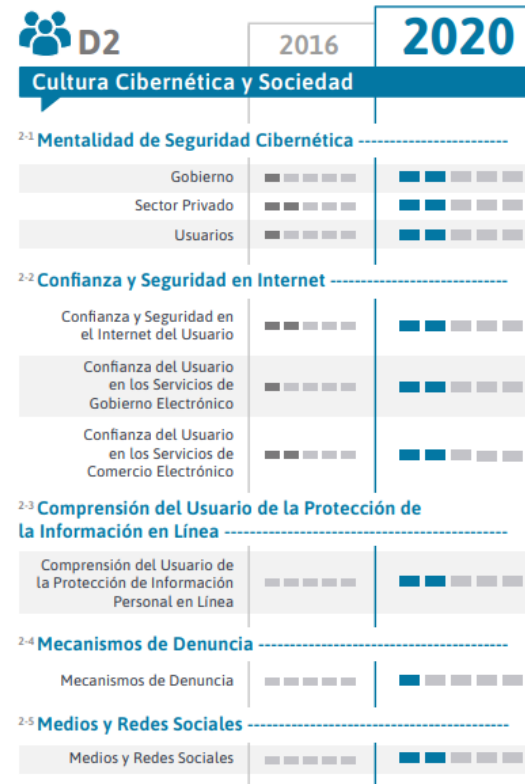 D2
2016
2020
Cultura Cibernética y Sociedad
2-1 Mentalidad de Seguridad Cibernética
Gobierno
Sector Privado
Usuarios
2-2 Confianza y Seguridad en Internet
Confianza y Seguridad en
el Internet del Usuario
Confianza del Usuario
en los Servicios de
Gobierno Electrónico
Confianza del Usuario
en los Servicios de
Comercio Electrónico
2-3 Comprensión del Usuario de la Protección de
la Información en Línea
Comprensión del Usuario de
la Protección de Información
Personal en Línea
2-4 Mecanismos de Denuncia
Mecanismos de Denuncia
2-5 Medios y Redes Sociales
Medios y Redes Sociales